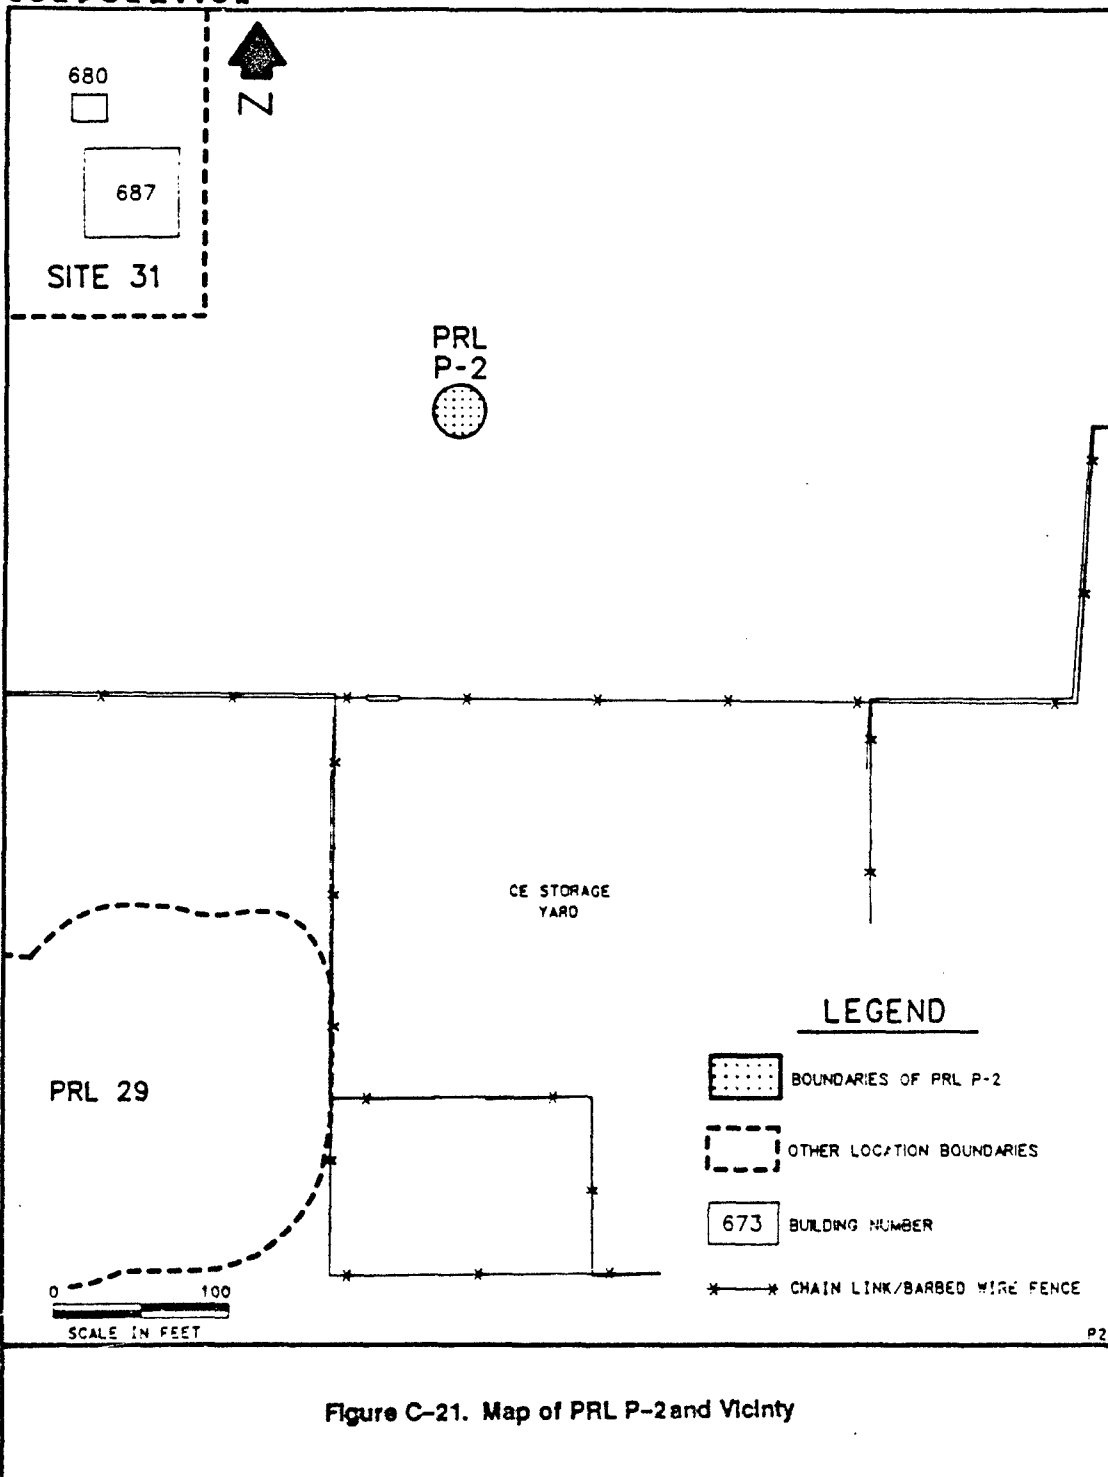 680
N
687
SITE 31
PRL
P-2
CE STORAGE
YARD
LEGEND
BOUNDARIES OF PRL P-2
PRL 29
OTHER LOCATION BOUNDARIES
673 BUILDING NUMBER
CHAIN LINK/BARBED WIRE FENCE
0 100
SCALE IN FEET
P2
Figure C-21. Map of PRL P-2 and Vicinty